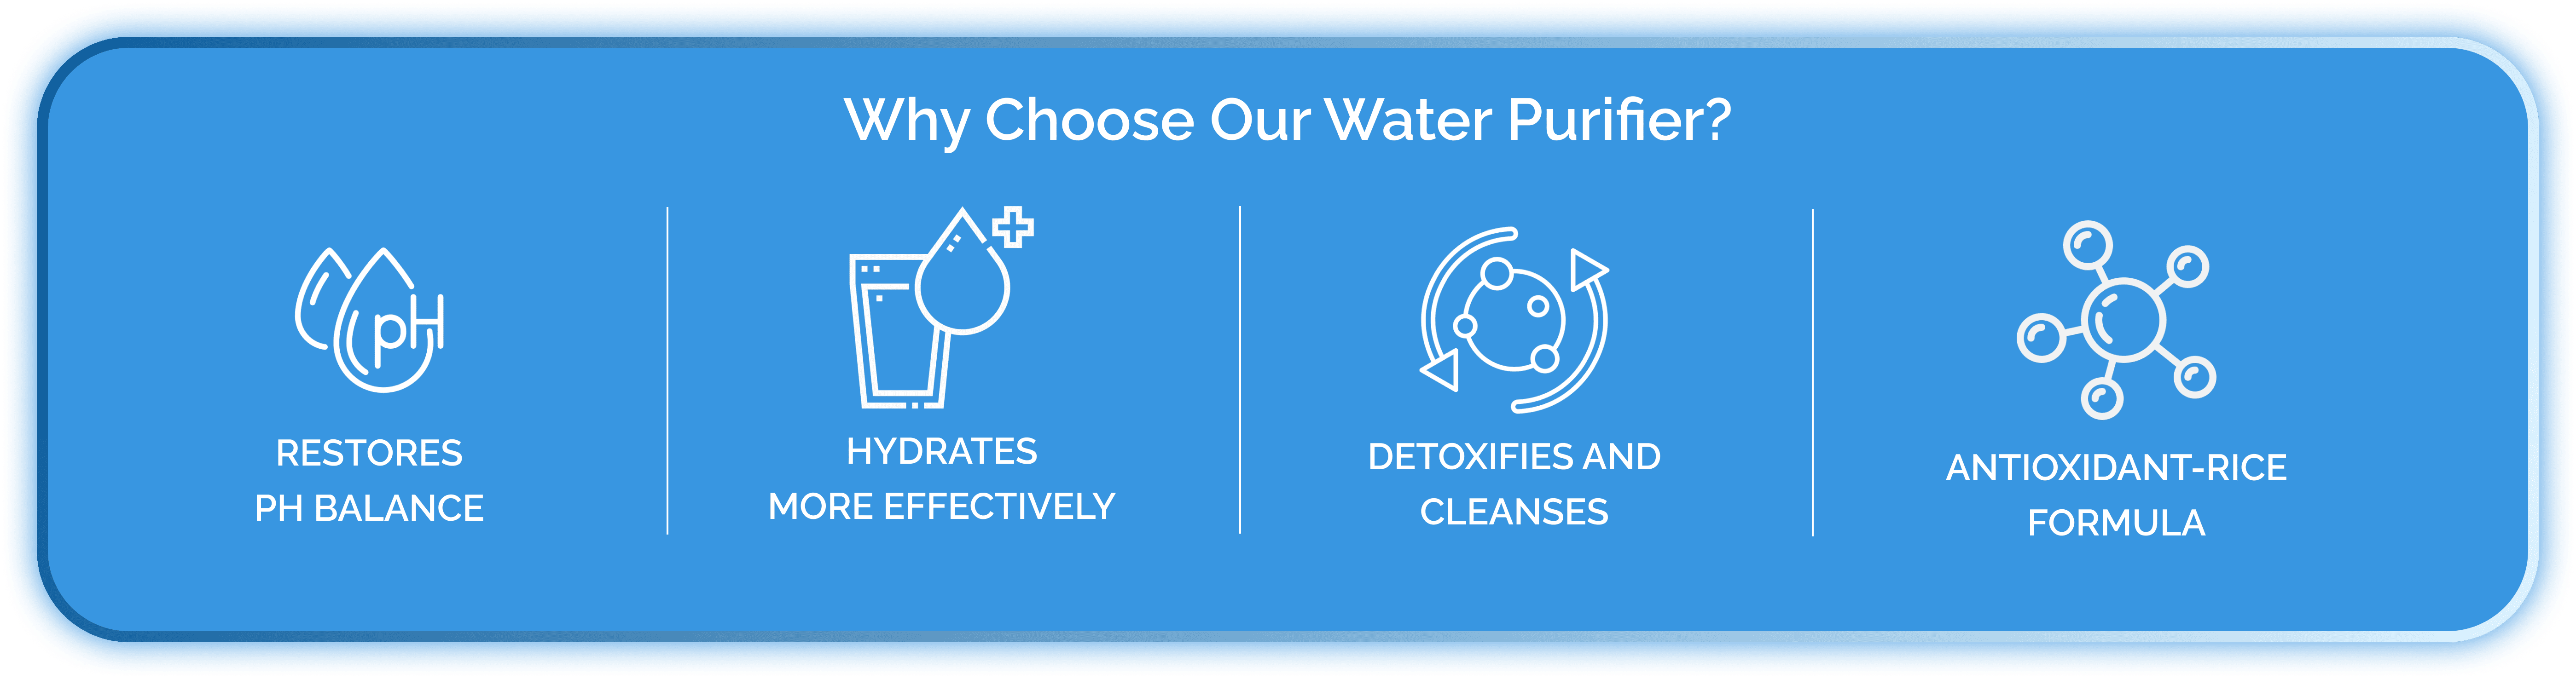 Why Choose Our Water Purifier?
pH
RESTORES
PH BALANCE
HYDRATES
MORE EFFECTIVELY
DETOXIFIES AND
CLEANSES
ANTIOXIDANT-RICE
FORMULA